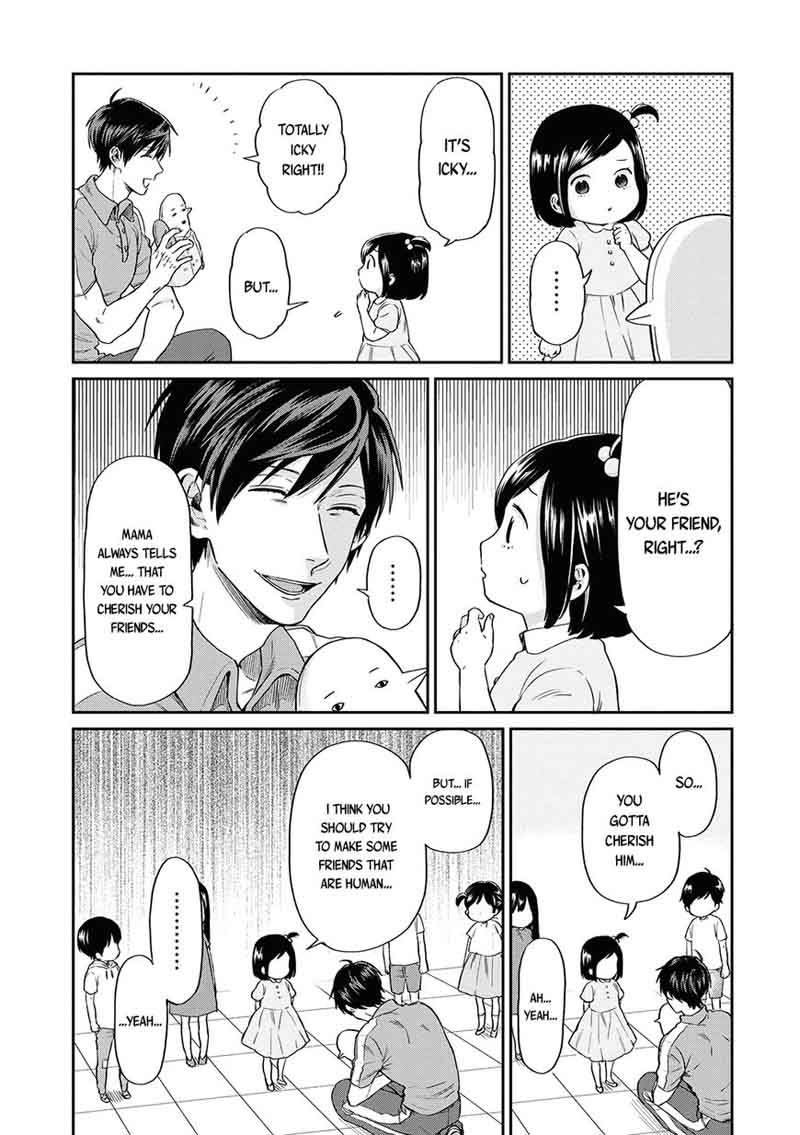 ......
IT'S
ICKY...
TOTALLY
ICKY
RIGHT!!
BUT...
HE'S
YOUR FRIEND,
RIGHT...?
......
MAMA
ALWAYS TELLS
ME... THAT
YOU HAVE TO
CHERISH YOUR
FRIENDS...
SO...
YOU
GOTTA
CHERISH
HIM...
AH...
YEAH...
BUT... IF
POSSIBLE...
I THINK YOU
SHOULD TRY
TO MAKE SOME
FRIENDS THAT
ARE HUMAN...
........
...YEAH...